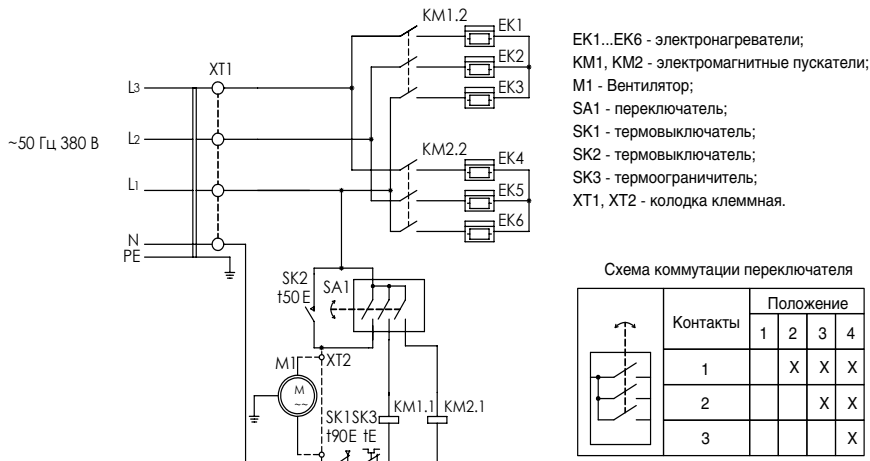 KM1.2
EK1
EK2
EK3
XT1
L3
~50 Гц 380 В
L2
L1
N
PE
KM2.2
EK4
EK5
EK6
SK2
t50 E
SA1
XT2
M1
M
~~
SK1SK3
t90E tE
KM1.1
KM2.1
EK1...EK6 - электронагреватели;
KM1, KM2 - электромагнитные пускатели;
M1 - Вентилятор;
SA1 - переключатель;
SK1 - термовыключатель;
SK2 - термовыключатель;
SK3 - термоограничитель;
XT1, XT2 - колодка клеммная.
Схема коммутации переключателя
Контакты
Положение
1 2 3 4
1 X X X
2 X X
3 X